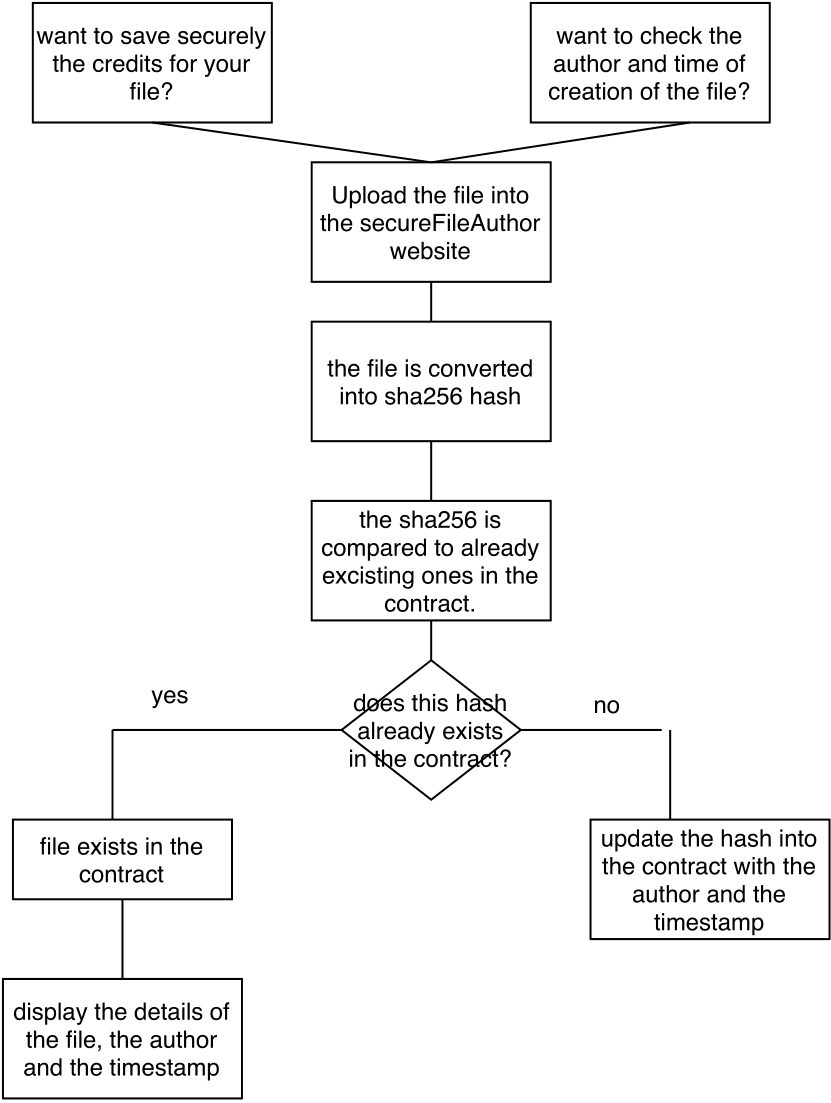 want to save securely
the credits for your
file?
want to check the
author and time of
creation of the file?
Upload the file into
the secureFileAuthor
website
the file is converted
into sha256 hash
the sha256 is
compared to already
excisting ones in the
contract.
does this hash
already exists
in the contract?
yes
no
file exists in the
contract
update the hash into
the contract with the
author and the
timestamp
display the details of
the file, the author
and the timestamp